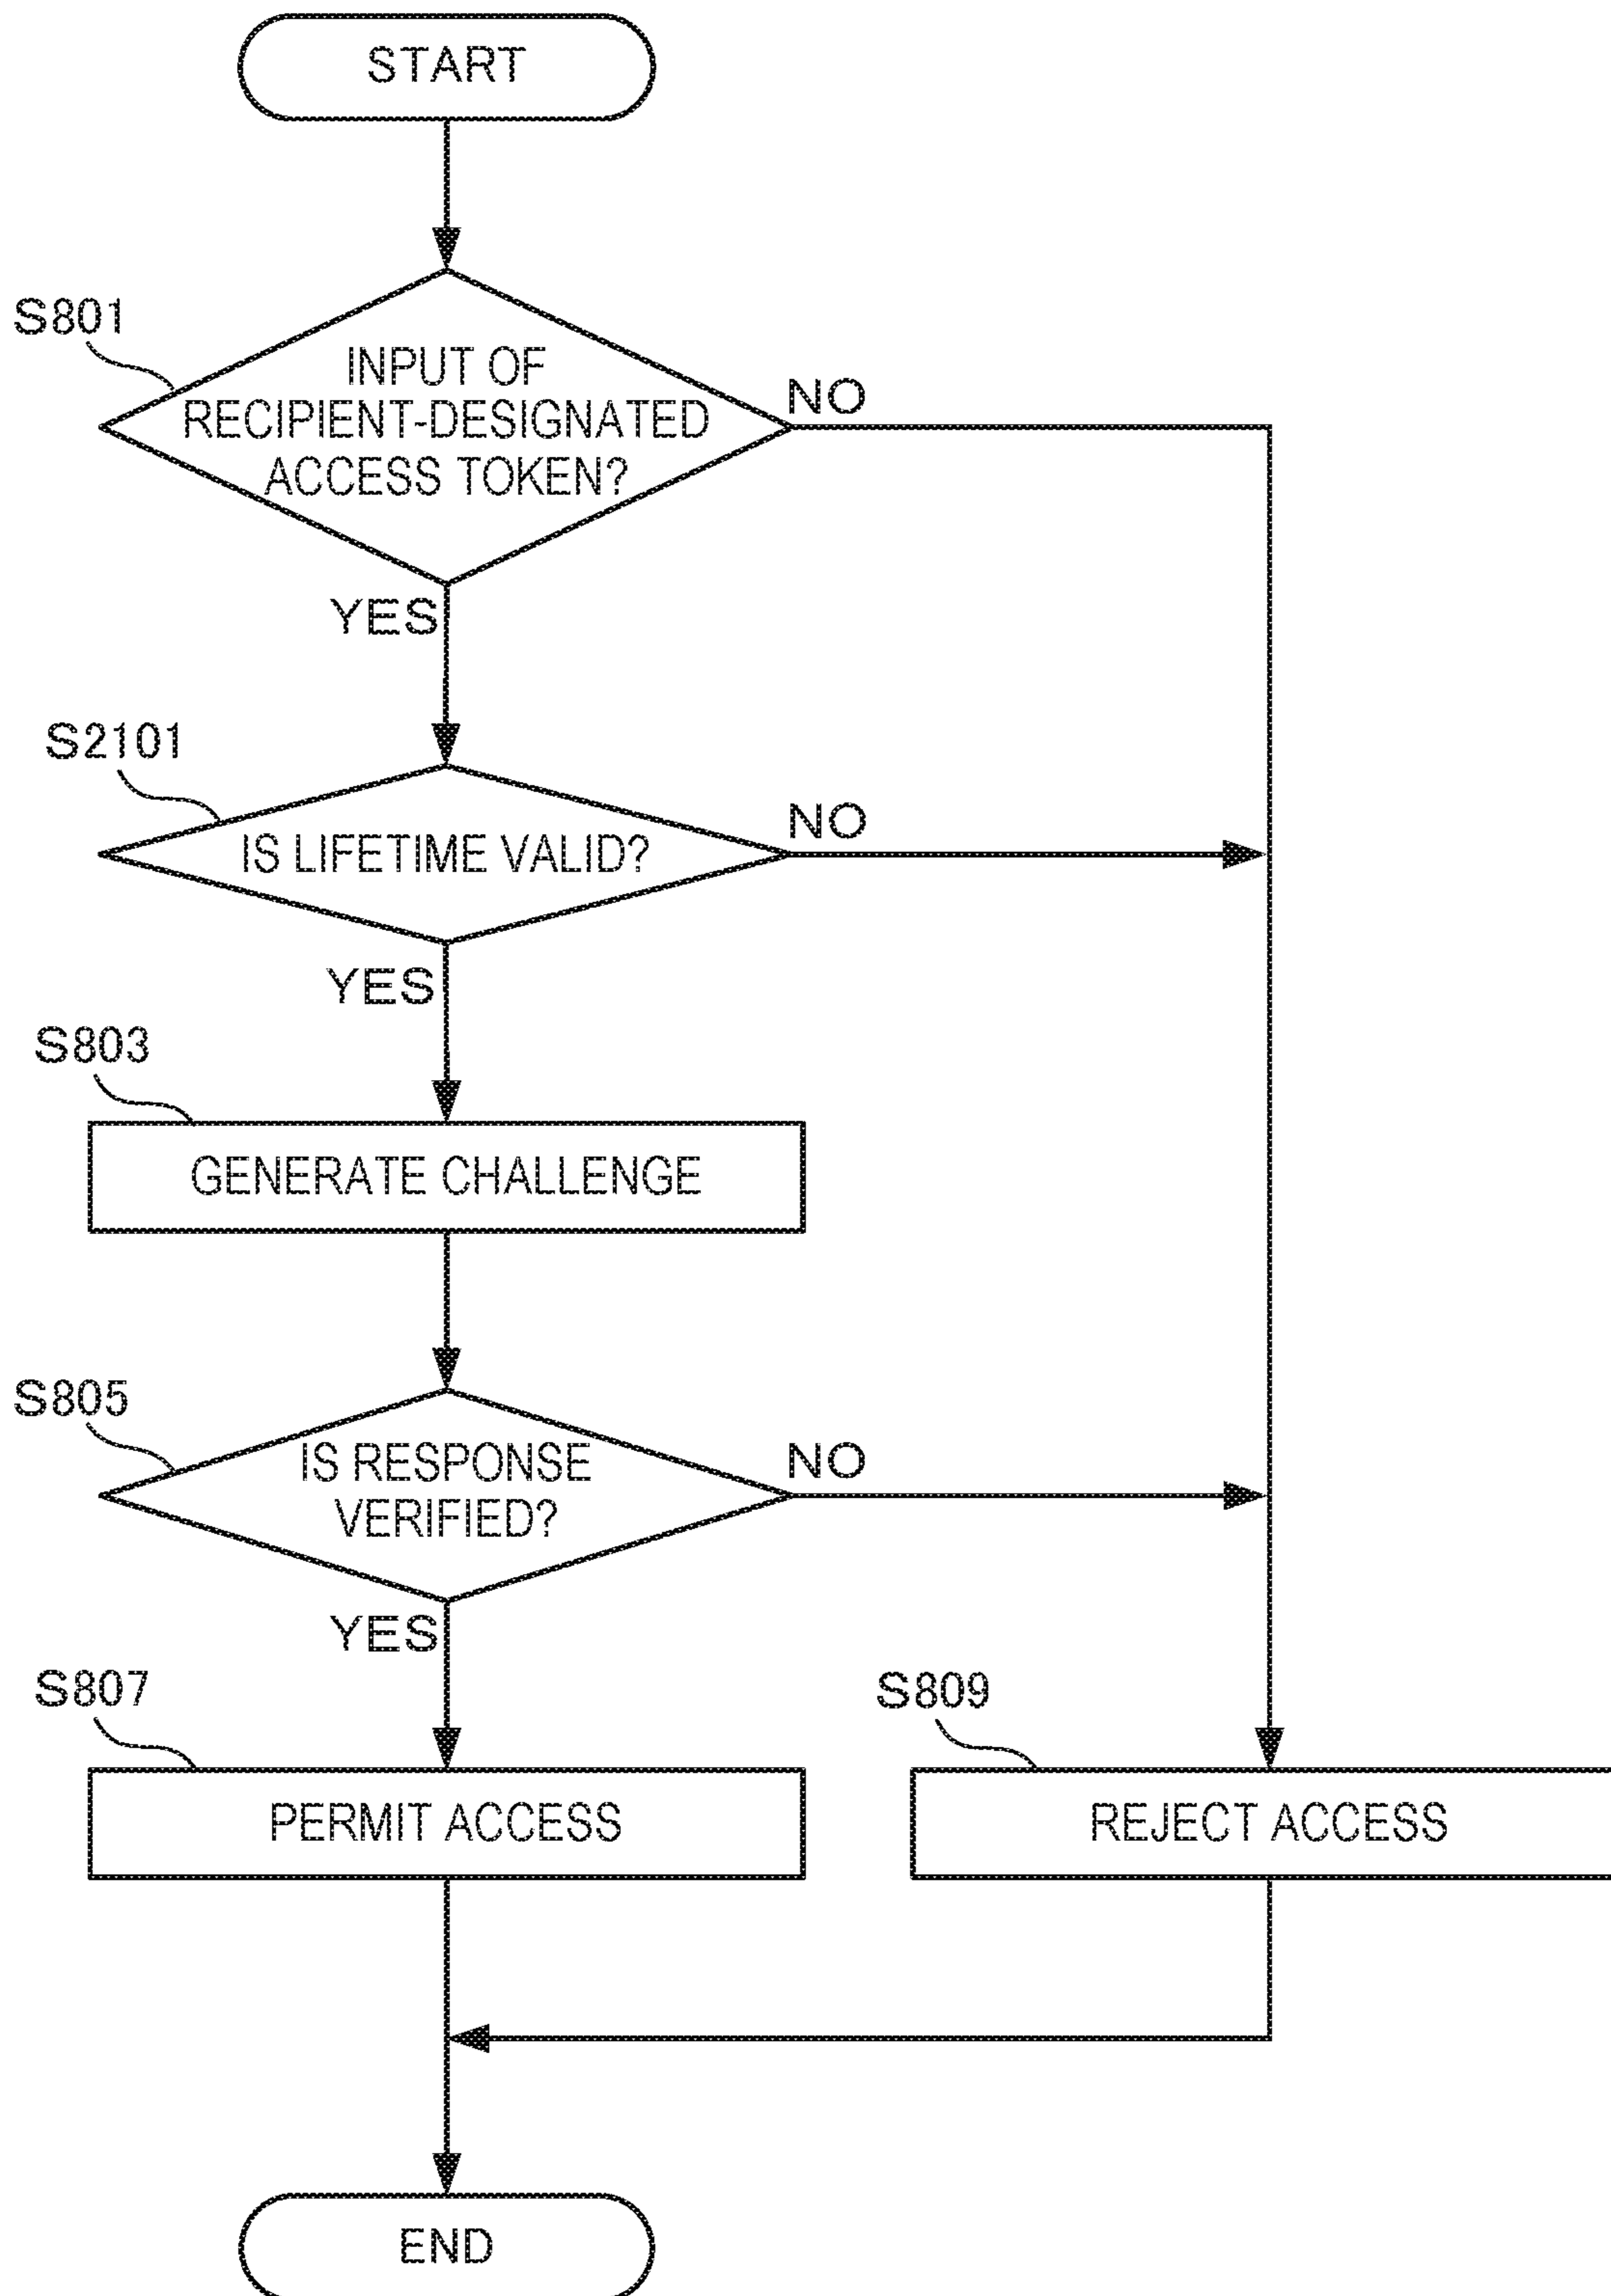 START
S801
INPUT OF
RECIPIENT-DESIGNATED
ACCESS TOKEN?
NO
YES
S2101
IS LIFETIME VALID?
NO
YES
S803
GENERATE CHALLENGE
S805
IS RESPONSE
VERIFIED?
NO
YES
S807
PERMIT ACCESS
S809
REJECT ACCESS
END